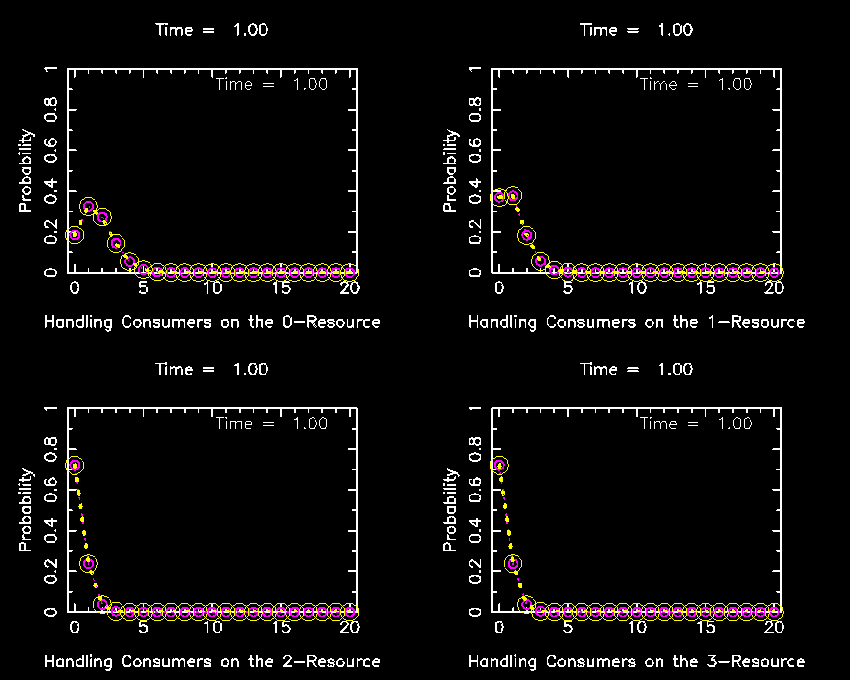 Time = 1.00
Time = 1.00
Probability
0 0.2 0.4 0.6 0.8 1
0 5 10 15 20
Handling Consumers on the 0-Resource
Time = 1.00
Time = 1.00
Probability
0 0.2 0.4 0.6 0.8 1
0 5 10 15 20
Handling Consumers on the 1-Resource
Time = 1.00
Time = 1.00
Probability
0 0.2 0.4 0.6 0.8 1
0 5 10 15 20
Handling Consumers on the 2-Resource
Time = 1.00
Time = 1.00
Probability
0 0.2 0.4 0.6 0.8 1
0 5 10 15 20
Handling Consumers on the 3-Resource